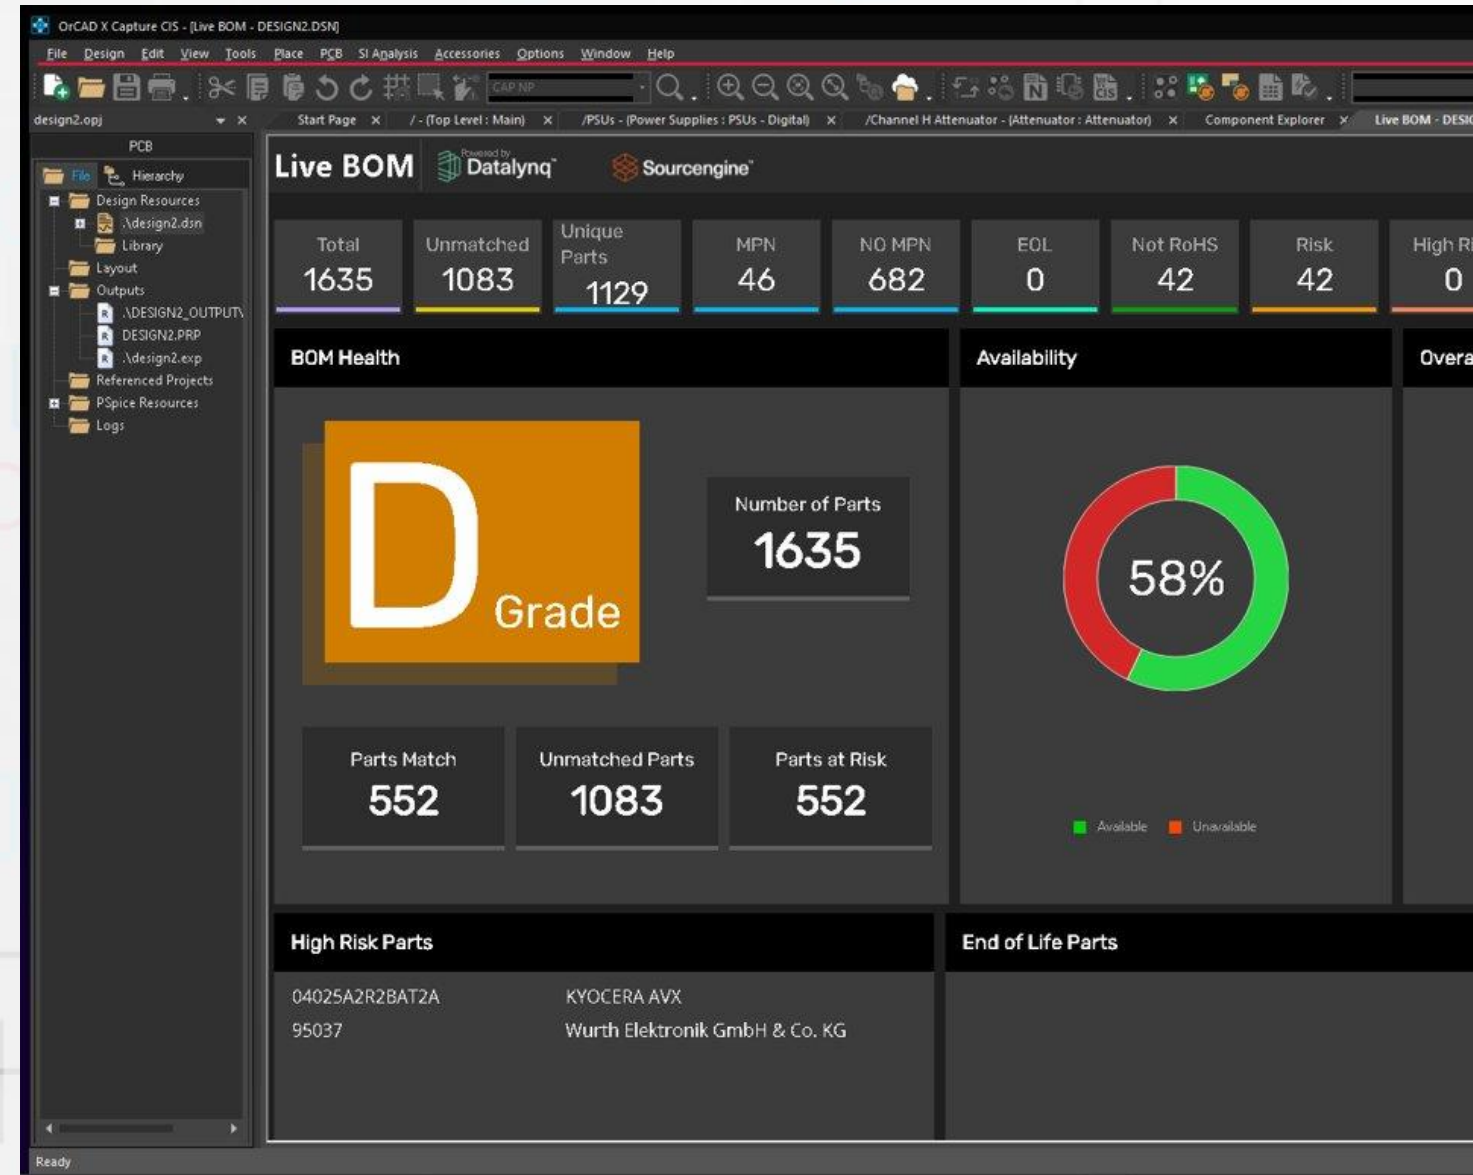 OrCAD X Capture CIS - [Live BOM - DESIGN2.DSN]
File Design Edit View Tools Place PCB SI Analysis Accessories Options Window Help
CAP NP
design2.opj
Start Page
/ - (Top Level : Main)
/PSUs - (Power Supplies : PSUs - Digital)
/Channel H Attenuator - (Attenuator : Attenuator)
Component Explorer
Live BOM - DESIG
PCB
File Hierarchy
Design Resources
.\design2.dsn
Library
Layout
Outputs
.\DESIGN2_OUTPUT\
DESIGN2.PRP
.\design2.exp
Referenced Projects
PSpice Resources
Logs
Live BOM
Powered by
Datalynq
Sourcengine
Total
1635
Unmatched
1083
Unique
Parts
1129
MPN
46
NO MPN
682
EOL
0
Not RoHS
42
Risk
42
High Ri
0
BOM Health
D Grade
Number of Parts
1635
Parts Match
552
Unmatched Parts
1083
Parts at Risk
552
Availability
58%
Available Unavailable
Overa
High Risk Parts
04025A2R2BAT2A KYOCERA AVX
95037 Wurth Elektronik GmbH & Co. KG
End of Life Parts
Ready